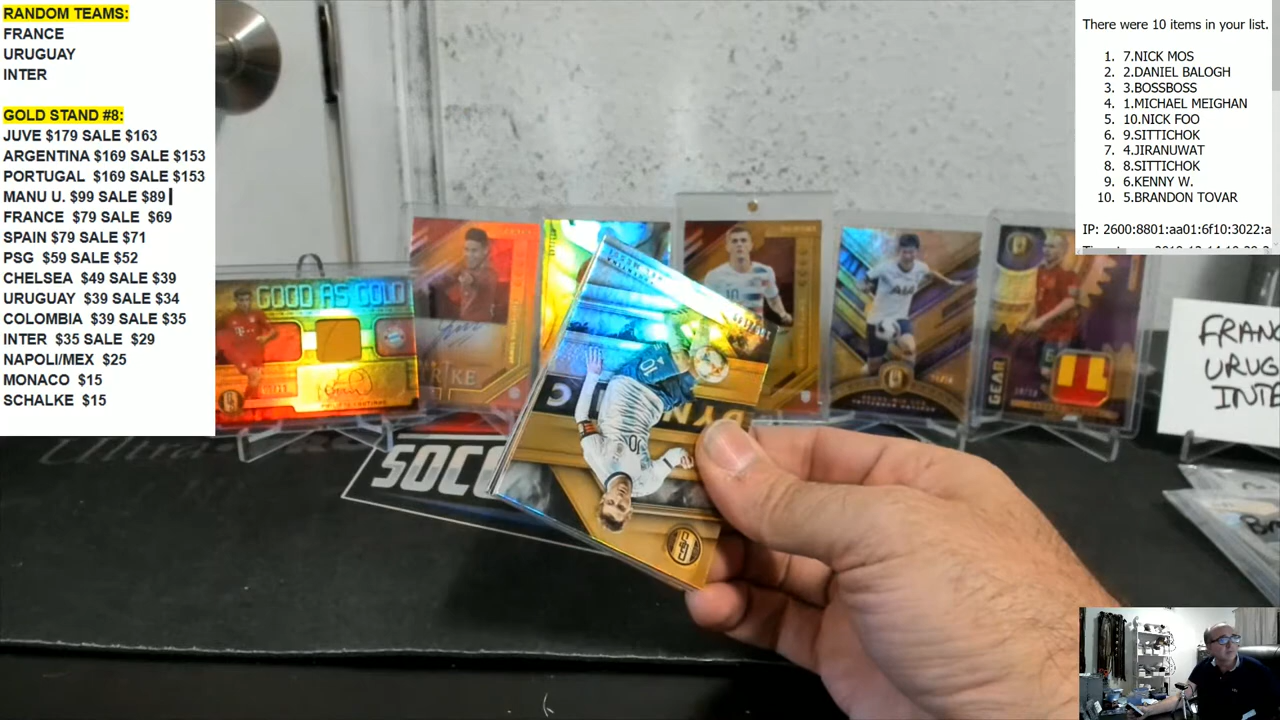 RANDOM TEAMS:
FRANCE
URUGUAY
INTER
GOLD STAND #8:
JUVE $179 SALE $163
ARGENTINA $169 SALE $153
PORTUGAL $169 SALE $153
MANU U. $99 SALE $89
FRANCE $79 SALE $69
SPAIN $79 SALE $71
PSG $59 SALE $52
CHELSEA $49 SALE $39
URUGUAY $39 SALE $34
COLOMBIA $39 SALE $35
INTER $35 SALE $29
NAPOLI/MEX $25
MONACO $15
SCHALKE $15
There were 10 items in your list.
1. 7.NICK MOS
2. 2.DANIEL BALOGH
3. 3.BOSSBOSS
4. 1.MICHAEL MEIGHAN
5. 10.NICK FOO
6. 9.SITTICHOK
7. 4.JIRANUWAT
8. 8.SITTICHOK
9. 6.KENNY W.
10. 5.BRANDON TOVAR
IP: 2600:8801:aa01:6f10:3022:a
GOOD AS GOLD
AIA
GEAR
SOCC
DYN
C
10
10
FRANC
URUG
INTE